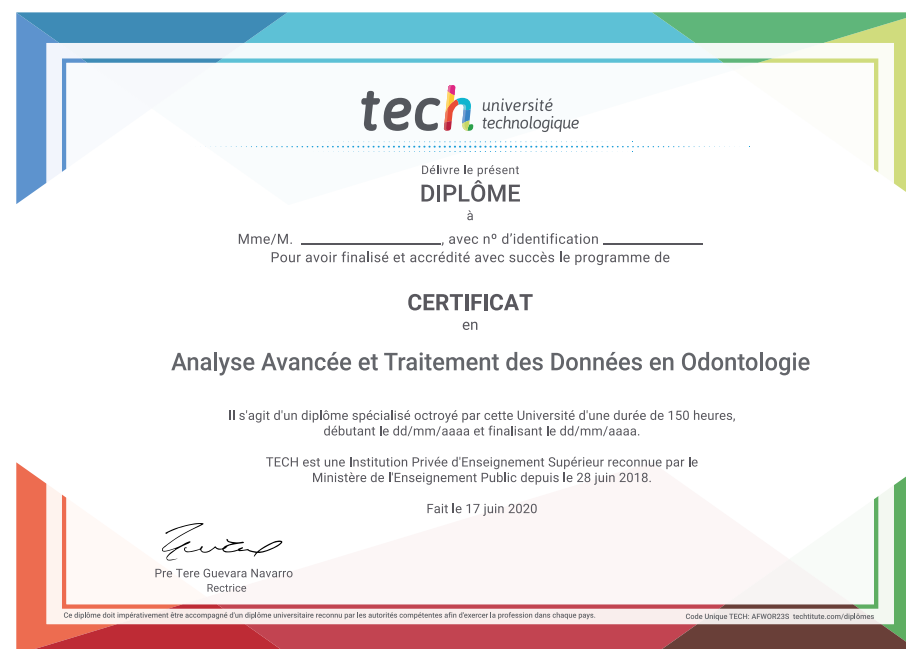 tech université
technologique
Délivre le présent
DIPLÔME
à
Mme/M. ____________________, avec nº d'identification ______________
Pour avoir finalisé et accrédité avec succès le programme de
CERTIFICAT
en
Analyse Avancée et Traitement des Données en Odontologie
Il s'agit d'un diplôme spécialisé octroyé par cette Université d'une durée de 150 heures,
débutant le dd/mm/aaaa et finalisant le dd/mm/aaaa.
TECH est une Institution Privée d'Enseignement Supérieur reconnue par le
Ministère de l'Enseignement Public depuis le 28 juin 2018.
Fait le 17 juin 2020
Pre Tere Guevara Navarro
Rectrice
Ce diplôme doit impérativement être accompagné d'un diplôme universitaire reconnu par les autorités compétentes afin d'exercer la profession dans chaque pays.
Code Unique TECH: AFWOR23S techtitute.com/diplômes